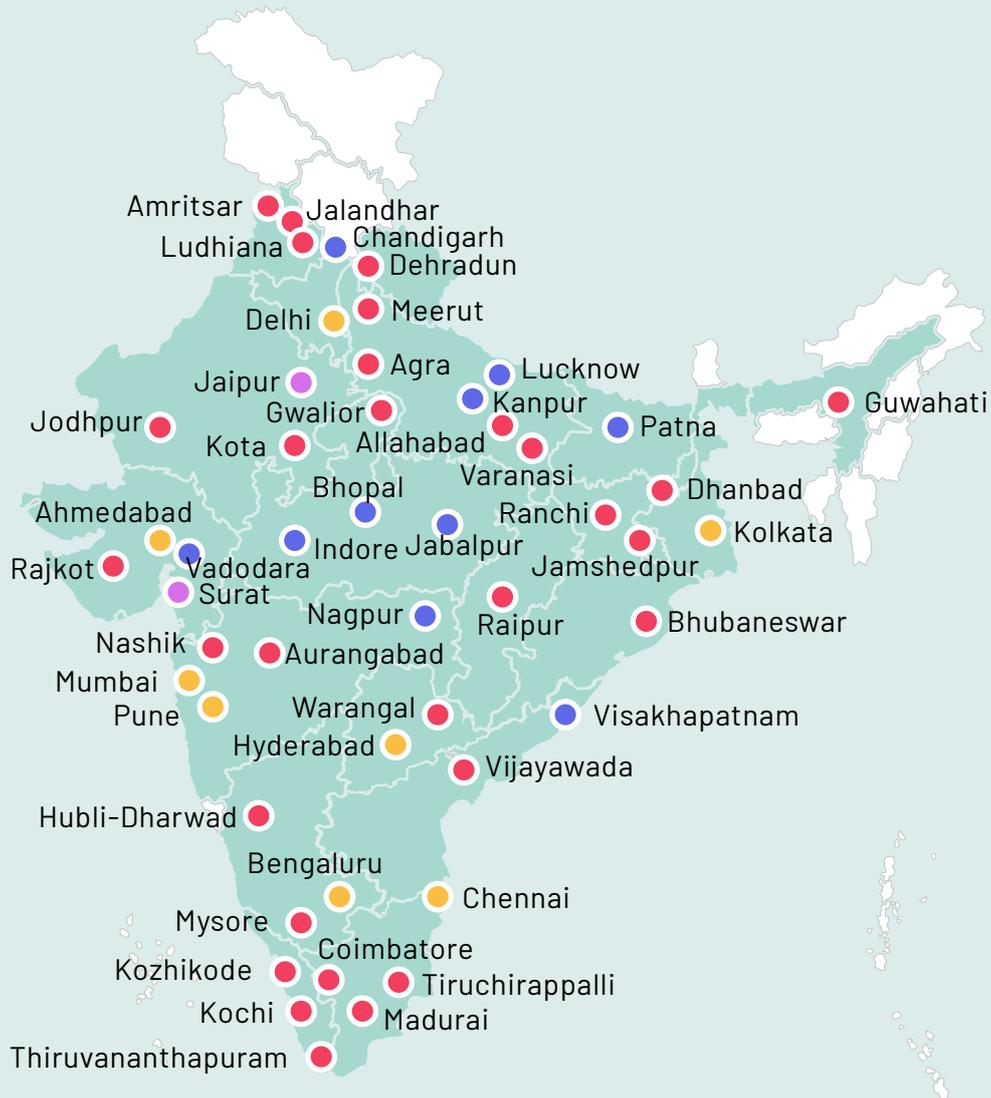 Amritsar
Jalandhar
Ludhiana
Chandigarh
Dehradun
Meerut
Delhi
Agra
Lucknow
Jaipur
Kanpur
Guwahati
Gwalior
Jodhpur
Patna
Kota
Allahabad
Varanasi
Bhopal
Dhanbad
Ahmedabad
Ranchi
Kolkata
Indore
Jabalpur
Rajkot
Vadodara
Jamshedpur
Surat
Nagpur
Raipur
Bhubaneswar
Nashik
Aurangabad
Mumbai
Warangal
Pune
Visakhapatnam
Hyderabad
Vijayawada
Hubli-Dharwad
Bengaluru
Chennai
Mysore
Coimbatore
Kozhikode
Tiruchirappalli
Kochi
Madurai
Thiruvananthapuram